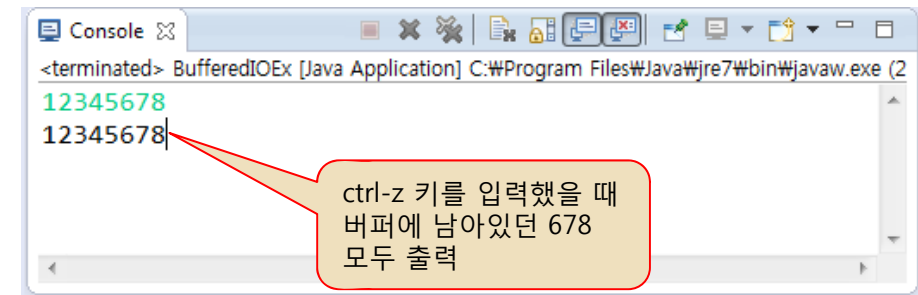 Console
<terminated> BufferedIOEx [Java Application] C:₩Program Files₩Java₩jre7₩bin₩javaw.exe (2
12345678
12345678
ctrl-z 키를 입력했을 때
버퍼에 남아있던 678
모두 출력